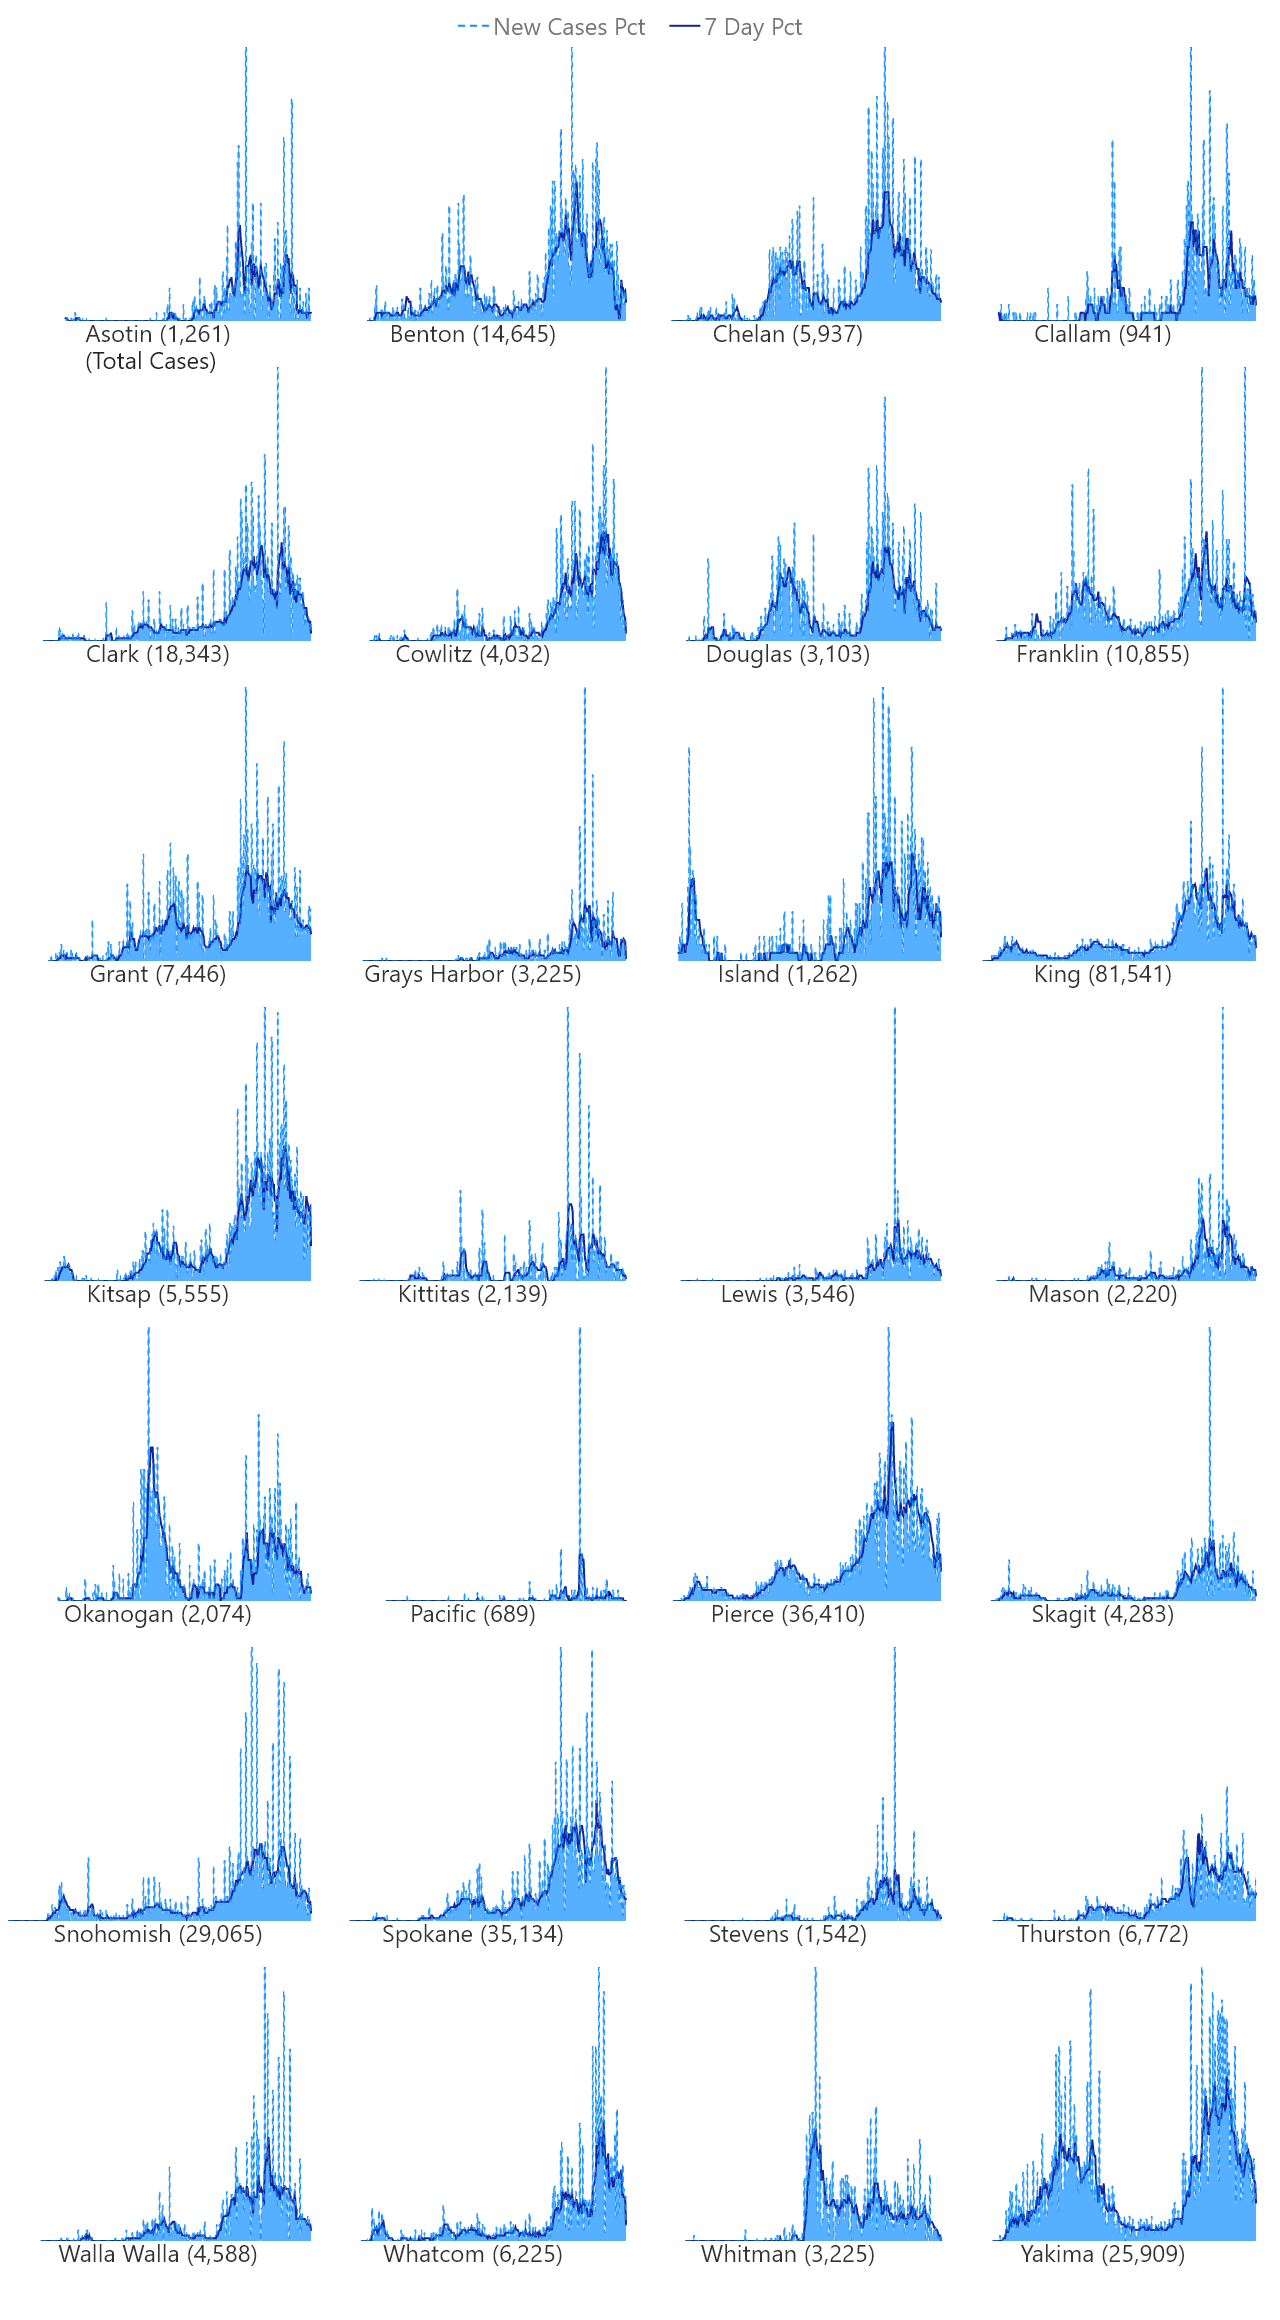 New Cases Pct 7 Day Pct
Asotin (1,261) Benton (14,645) Chelan (5,937) Clallam (941)
(Total Cases)
Clark (18,343) Cowlitz (4,032) Douglas (3,103) Franklin (10,855)
Grant (7,446) Grays Harbor (3,225) Island (1,262) King (81,541)
Kitsap (5,555) Kittitas (2,139) Lewis (3,546) Mason (2,220)
Okanogan (2,074) Pacific (689) Pierce (36,410) Skagit (4,283)
Snohomish (29,065) Spokane (35,134) Stevens (1,542) Thurston (6,772)
Walla Walla (4,588) Whatcom (6,225) Whitman (3,225) Yakima (25,909)